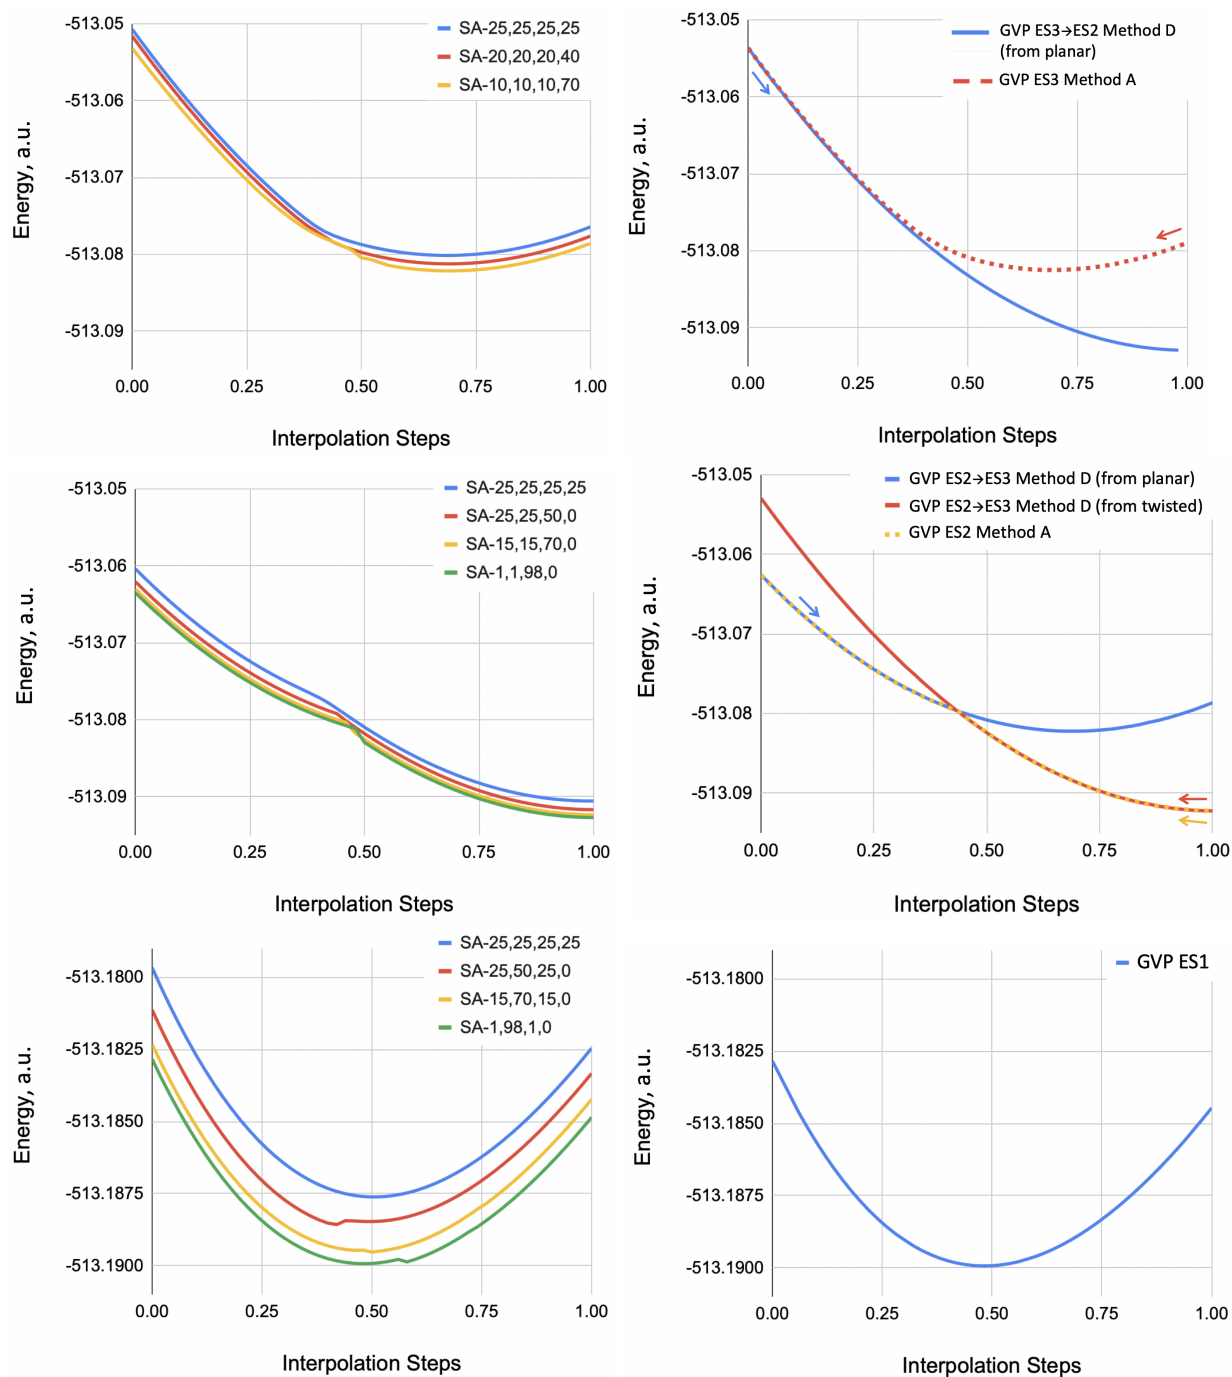 -513.05
-513.06
-513.07
-513.08
-513.09
Energy, a.u.
SA-25,25,25,25
SA-20,20,20,40
SA-10,10,10,70
0.00 0.25 0.50 0.75 1.00
Interpolation Steps
-513.05
-513.06
-513.07
-513.08
-513.09
Energy, a.u.
GVP ES3→ES2 Method D
(from planar)
GVP ES3 Method A
0.00 0.25 0.50 0.75 1.00
Interpolation Steps
-513.05
-513.06
-513.07
-513.08
-513.09
Energy, a.u.
SA-25,25,25,25
SA-25,25,50,0
SA-15,15,70,0
SA-1,1,98,0
0.00 0.25 0.50 0.75 1.00
Interpolation Steps
-513.05
-513.06
-513.07
-513.08
-513.09
Energy, a.u.
GVP ES2→ES3 Method D (from planar)
GVP ES2→ES3 Method D (from twisted)
GVP ES2 Method A
0.00 0.25 0.50 0.75 1.00
Interpolation Steps
-513.1800
-513.1825
-513.1850
-513.1875
-513.1900
Energy, a.u.
SA-25,25,25,25
SA-25,50,25,0
SA-15,70,15,0
SA-1,98,1,0
0.00 0.25 0.50 0.75 1.00
Interpolation Steps
-513.1800
-513.1825
-513.1850
-513.1875
-513.1900
Energy, a.u.
GVP ES1
0.00 0.25 0.50 0.75 1.00
Interpolation Steps